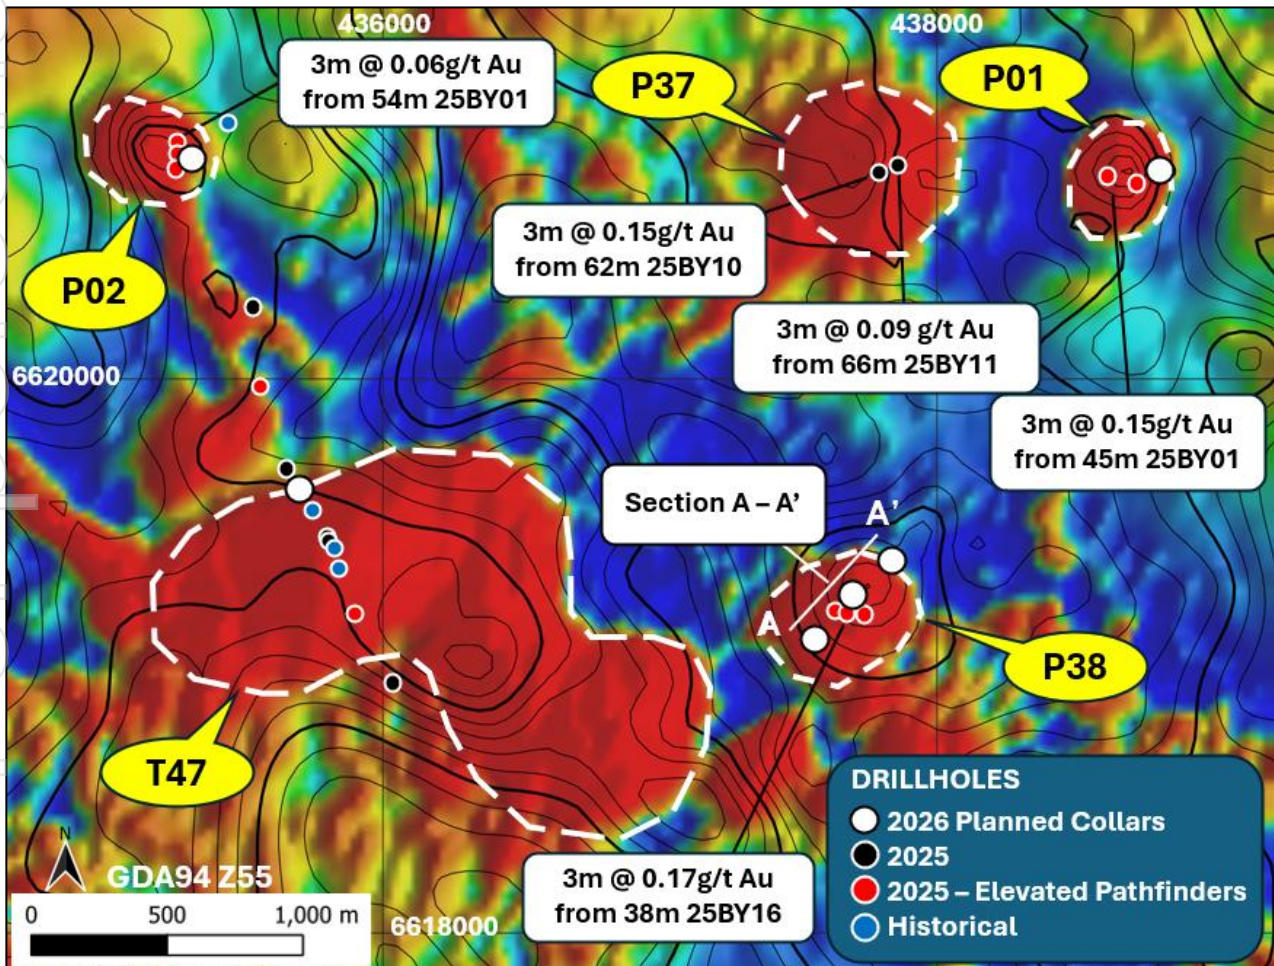 436000
438000
3m @ 0.06g/t Au
from 54m 25BY01
P37
P01
P02
3m @ 0.15g/t Au
from 62m 25BY10
3m @ 0.09 g/t Au
from 66m 25BY11
6620000
3m @ 0.15g/t Au
from 45m 25BY01
Section A – A’
A’
A
P38
T47
DRILLHOLES
2026 Planned Collars
2025
2025 – Elevated Pathfinders
Historical
N
GDA94 Z55
0 500 1,000 m
6618000
3m @ 0.17g/t Au
from 38m 25BY16